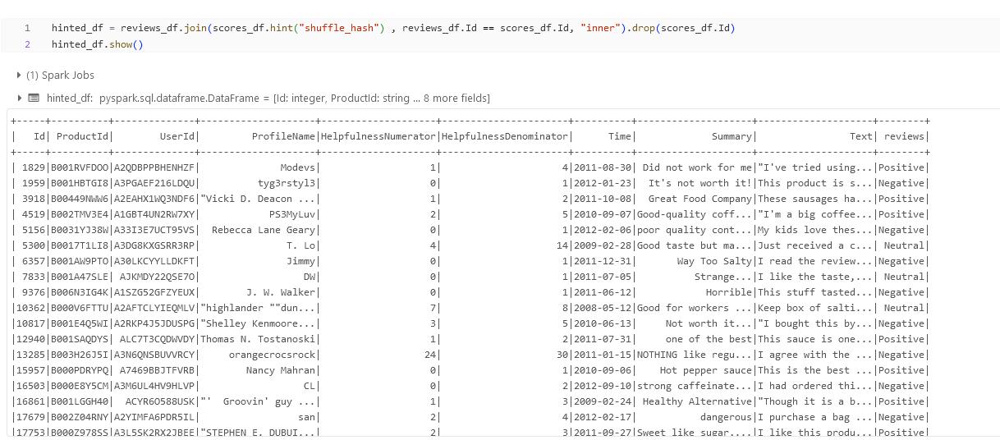 1 hinted_df = reviews_df.join(scores_df.hint("shuffle_hash") , reviews_df.Id == scores_df.Id, "inner").drop(scores_df.Id)
2 hinted_df.show()
(1) Spark Jobs
hinted_df: pyspark.sql.dataframe.DataFrame = [Id: integer, ProductId: string ... 8 more fields]
+-----+----------+--------------+------------------+--------------------+----------------------+----------+--------------------+--------------------+--------+
|   Id| ProductId|        UserId|       ProfileName|HelpfulnessNumerator|HelpfulnessDenominator|      Time|             Summary|                Text| reviews|
+-----+----------+--------------+------------------+--------------------+----------------------+----------+--------------------+--------------------+--------+
| 1829|B001RVFDOO|A2QDBPPBHENHZF|            Modevs|                   1|                     4|2011-08-30| Did not work for me|"I've tried using...|Positive|
| 1959|B001HBTGI8|A3PGAEF216LDQU|        tyg3rstyl3|                   0|                     1|2012-01-23|  It's not worth it!|This product is s...|Negative|
| 3918|B00449NWW6|A2EAHX1WQ3NDF6|"Vicki D. Deacon ...|                   1|                     2|2011-10-08|  Great Food Company|These sausages ha...|Positive|
| 4519|B002TMV3E4|A1GBT4UN2RW7XY|          PS3MyLuv|                   2|                     5|2010-09-07|Good-quality coff...|"I'm a big coffee...|Positive|
| 5156|B0031YJ38W|A33I3E7UCT95VS|Rebecca Lane Geary|                   0|                     1|2012-02-06|poor quality cont...|My kids love thes...|Negative|
| 5300|B0017T1LI8|A3DG8KXGSRR3RP|             T. Lo|                   4|                    14|2009-02-28|Good taste but ma...|Just received a c...| Neutral|
| 6357|B001AW9PTO|A30LKCYYLLDKFT|             Jimmy|                   0|                     1|2011-12-31|       Way Too Salty|I read the review...|Negative|
| 7833|B001A47SLE| AJKMDY22QSE7O|                DW|                   0|                     1|2011-07-05|          Strange...|I like the taste,...| Neutral|
| 9376|B006N3IG4K|A1SZG52GFZYEUX|      J. W. Walker|                   0|                     1|2011-06-12|            Horrible|This stuff tasted...|Negative|
|10362|B000V6FTTU|A2AFTCLYIEQMLV|"highlander ""dun...|                   7|                     8|2008-05-12|Good for workers ...|Keep box of salti...| Neutral|
|10817|B001E4Q5WI|A2RKP4J5JDUSPG|"Shelley Kenmoore...|                   3|                     5|2010-06-13|     Not worth it...|"I bought this by...|Negative|
|12940|B001SAQDYS| ALC7T3CQDWVDY|Thomas N. Tostanoski|                   1|                     2|2011-07-31|     one of the best|This sauce is one...|Positive|
|13285|B003H26J5I|A3N6QNSBUVVRCY|     orangecrocsrock|                  24|                    30|2011-01-15|NOTHING like regu...|I agree with the ...|Negative|
|15957|B000PDRYPQ| A7469BBJTFVRB|      Nancy Mahran|                   0|                     1|2010-09-06|    Hot pepper sauce|This is the best ...|Positive|
|16503|B000E8Y5CM|A3M6UL4HV9HLVP|                CL|                   0|                     2|2012-09-10|strong caffeinate...|I had ordered thi...|Negative|
|16861|B001LGGH40| ACYR6O588USK|"'  Groovin' guy ...|                   1|                     3|2009-02-24| Healthy Alternative|"Though it is a b...|Positive|
|17679|B002Z04RNY|A2YIMFA6PDR5IL|               san|                   2|                     4|2012-02-17|           dangerous|I purchase a bag ...|Negative|
|17753|B000Z978SS|A3L5SK2RX2JBEE|"STEPHEN E. DUBUI...|                   2|                     3|2011-09-27|Sweet like sugar....|I like this produ...|Positive|